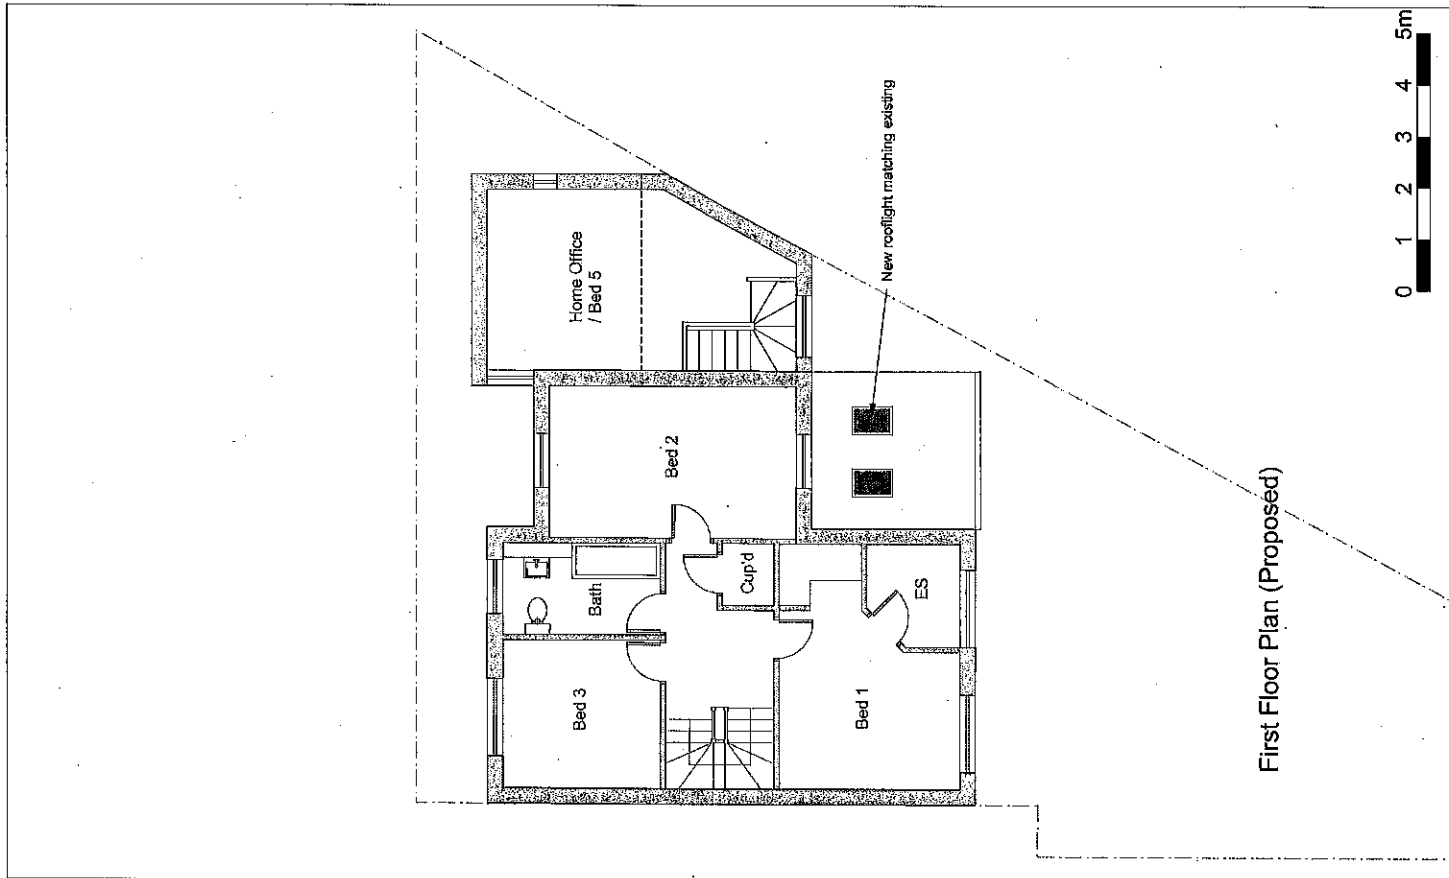 Home Office
/ Bed 5
New rooflight matching existing
Bed 2
Bath
Cup'd
ES
Bed 3
Bed 1
First Floor Plan (Proposed)
0 1 2 3 4 5m